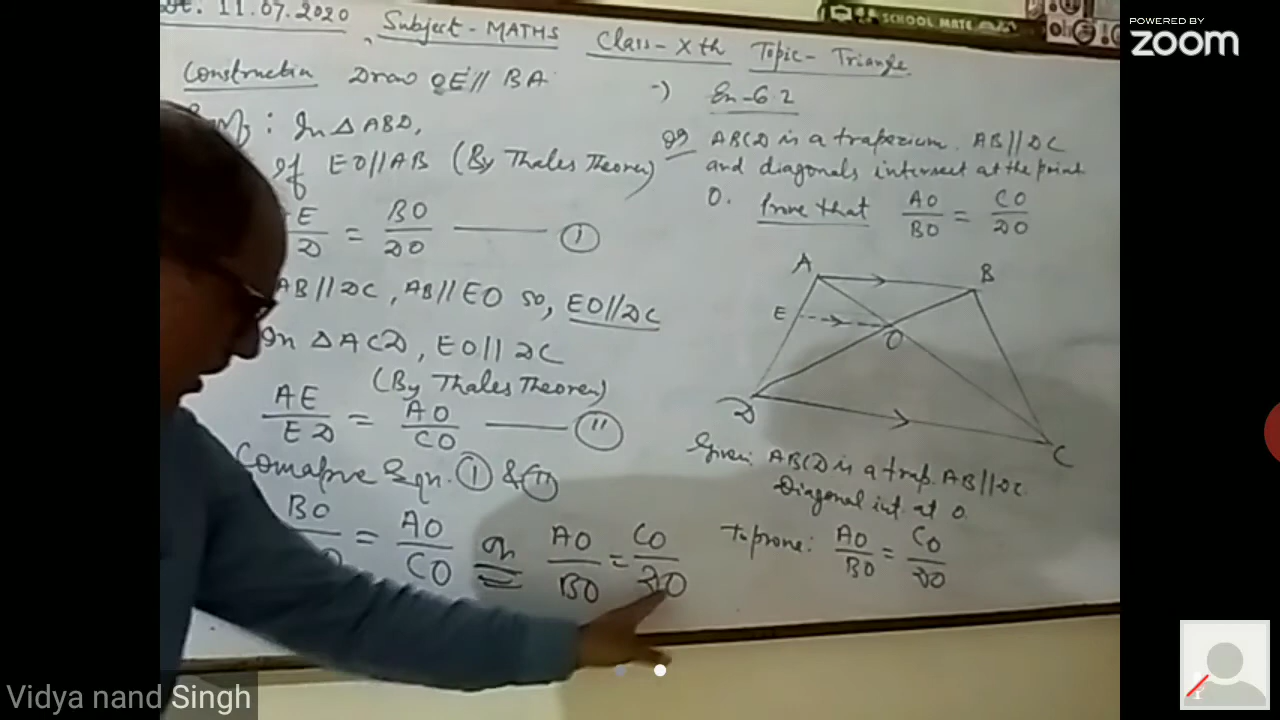 Dt. 11.07.2020 Subject - MATHS Class - Xth Topic - Triangle
SCHOOL MATE
POWERED BY
zoom
Construction Draw OE // BA
: In △ABD,
If EO//AB (By Thales Theorem)
E/D = BO/DO —— I
AB//DC, AB//EO so, EO//DC
In △ACD, EO//DC
(By Thales Theorem)
AE/ED = AO/CO —— II
Comapre Eqn. I & II
BO/ O = AO/CO or AO/BO = CO/DO
→) En - 6.2
Q9 ABCD is a trapezium. AB//DC
and diagonals intersect at the point
O. Prove that AO/BO = CO/DO
A B
E
O
D
C
Given: ABCD is a trap. AB//DC
Diagonal int. at O
To prove: AO/BO = CO/DO
Vidya nand Singh